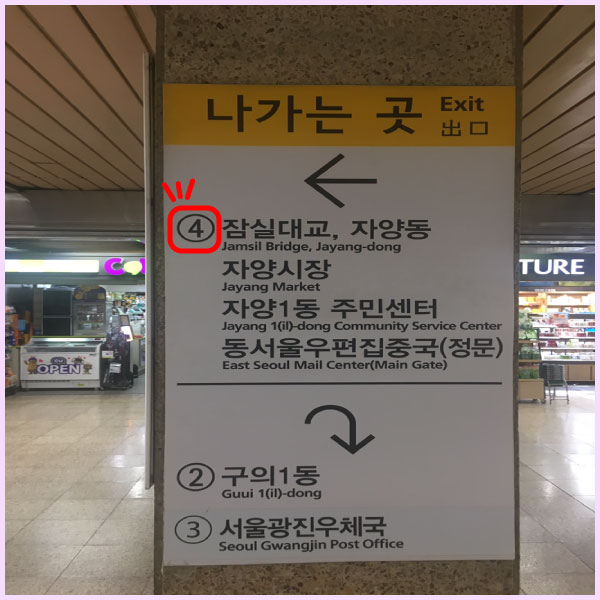 나가는 곳 Exit
出口
④ 잠실대교, 자양동
Jamsil Bridge, Jayang-dong
자양시장
Jayang Market
자양1동 주민센터
Jayang 1(il)-dong Community Service Center
동서울우편집중국(정문)
East Seoul Mail Center(Main Gate)
② 구의1동
Guui 1(il)-dong
③ 서울광진우체국
Seoul Gwangjin Post Office
TURE
OPEN